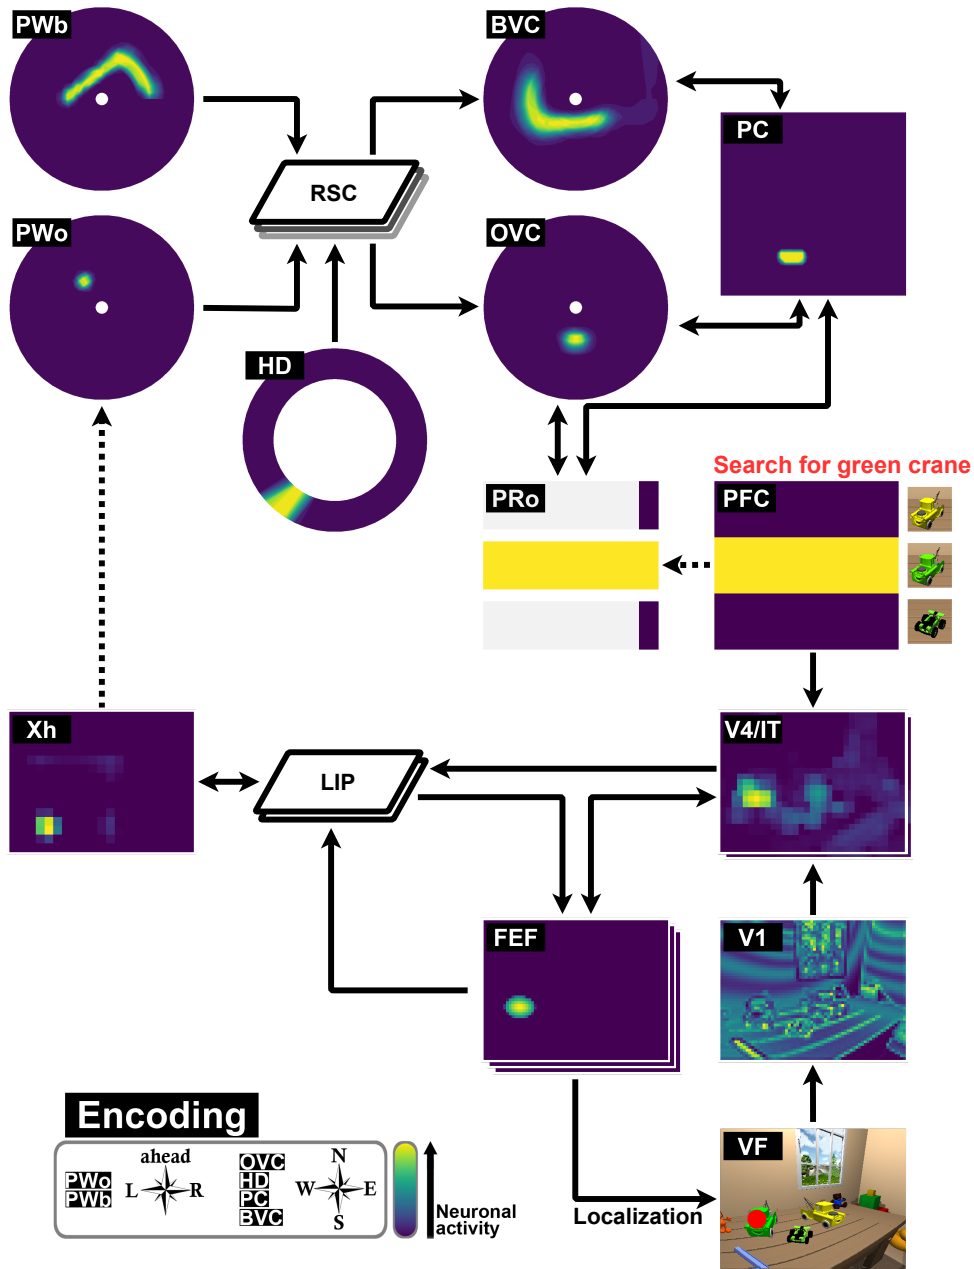 PWb
BVC
PC
RSC
PWo
OVC
HD
Search for green crane
PRo
PFC
Xh
V4/IT
LIP
FEF
V1
Encoding
VF
ahead
L R
PWo
PWb
OVC
HD
PC
BVC
N
W E
S
Neuronal
activity
Localization